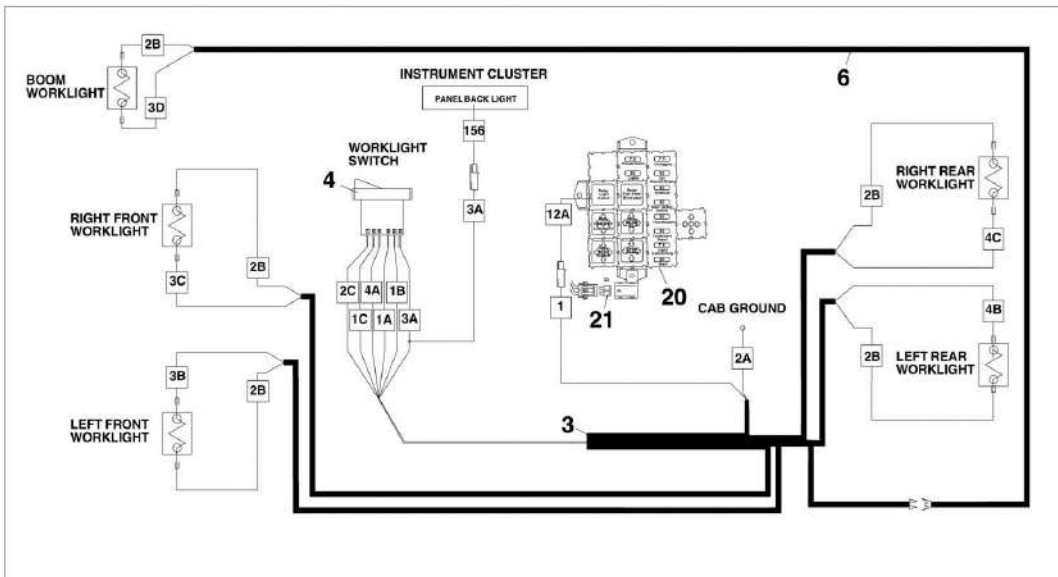 2B
6
BOOM
WORKLIGHT
3D
INSTRUMENT CLUSTER
PANEL BACK LIGHT
156
WORKLIGHT
SWITCH
4
3A
RIGHT FRONT
WORKLIGHT
3C
2B
2C
4A
1B
1C
1A
3A
12A
1
20
21
CAB GROUND
2A
2B
RIGHT REAR
WORKLIGHT
4C
4B
2B
LEFT REAR
WORKLIGHT
3B
2B
LEFT FRONT
WORKLIGHT
3